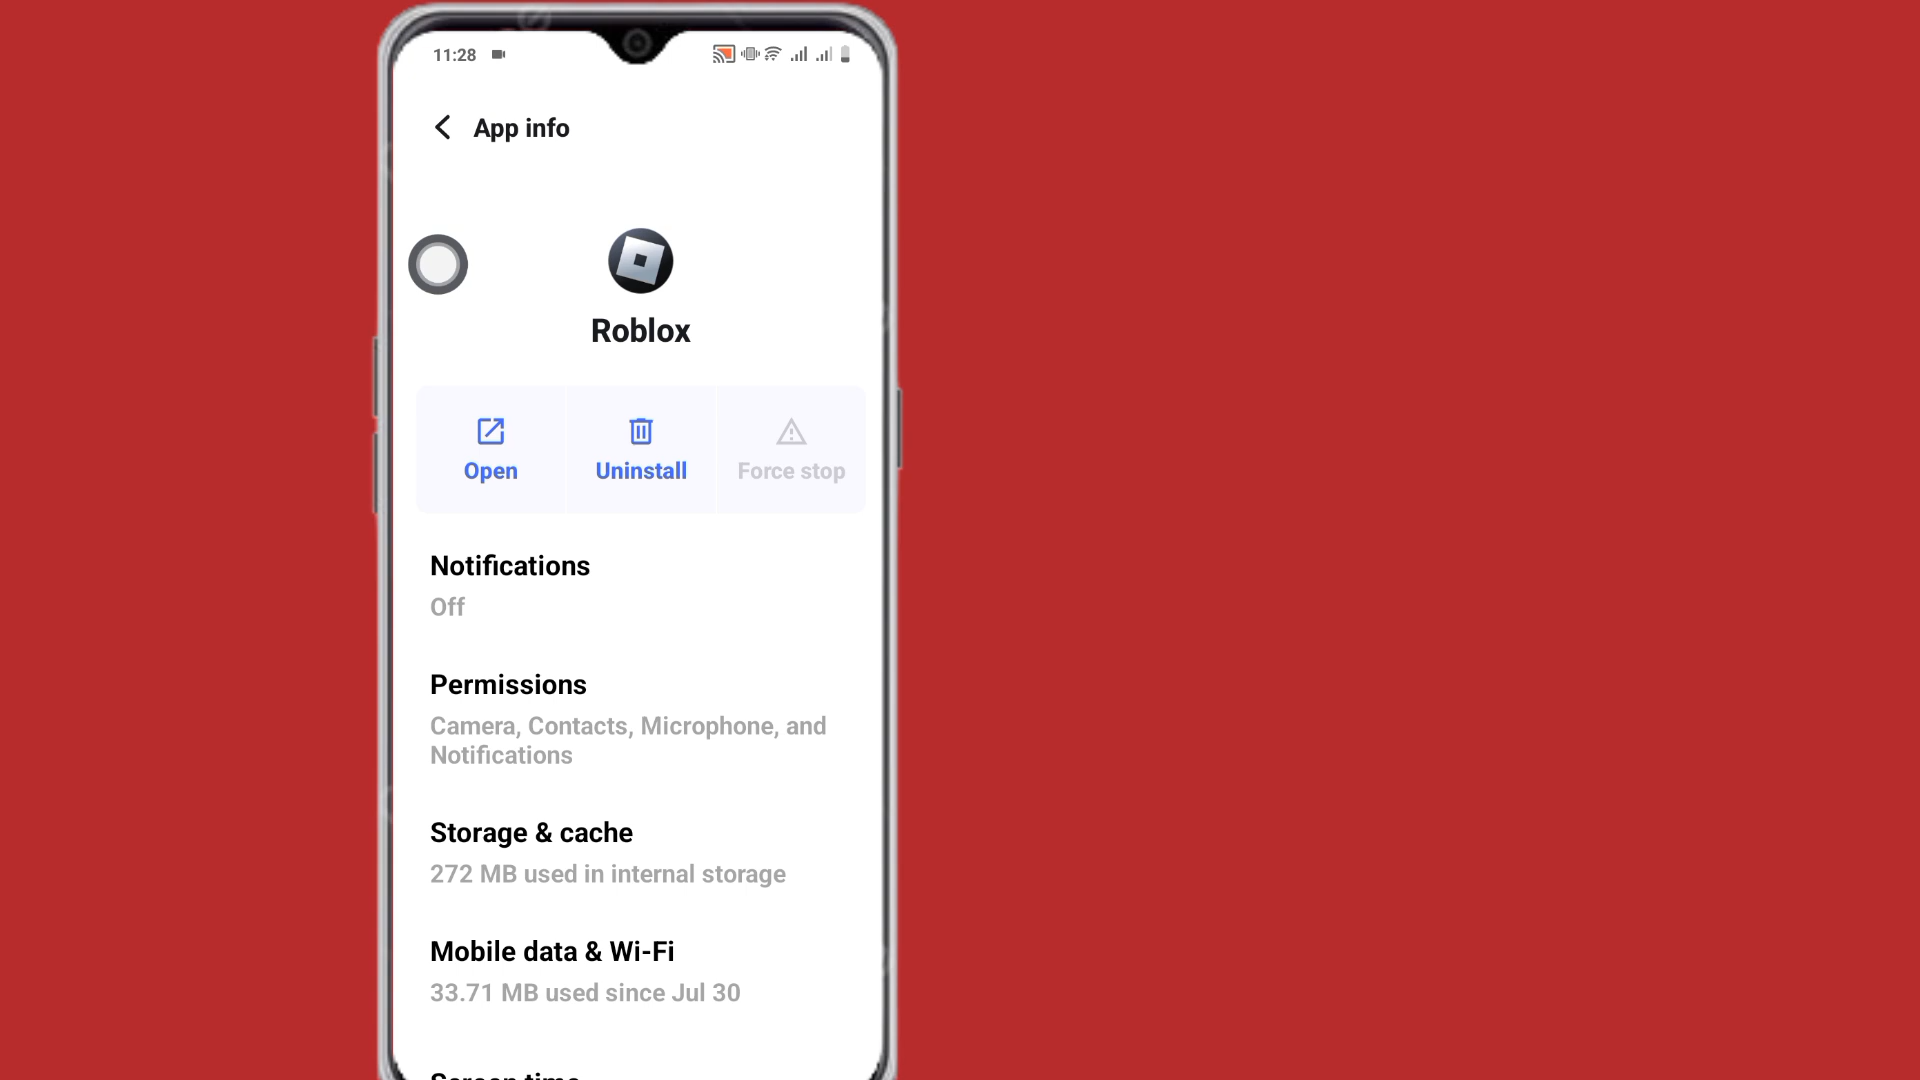 11:28
App info
Roblox
Open Uninstall Force stop
Notifications
Off
Permissions
Camera, Contacts, Microphone, and
Notifications
Storage & cache
272 MB used in internal storage
Mobile data & Wi-Fi
33.71 MB used since Jul 30
Screen time